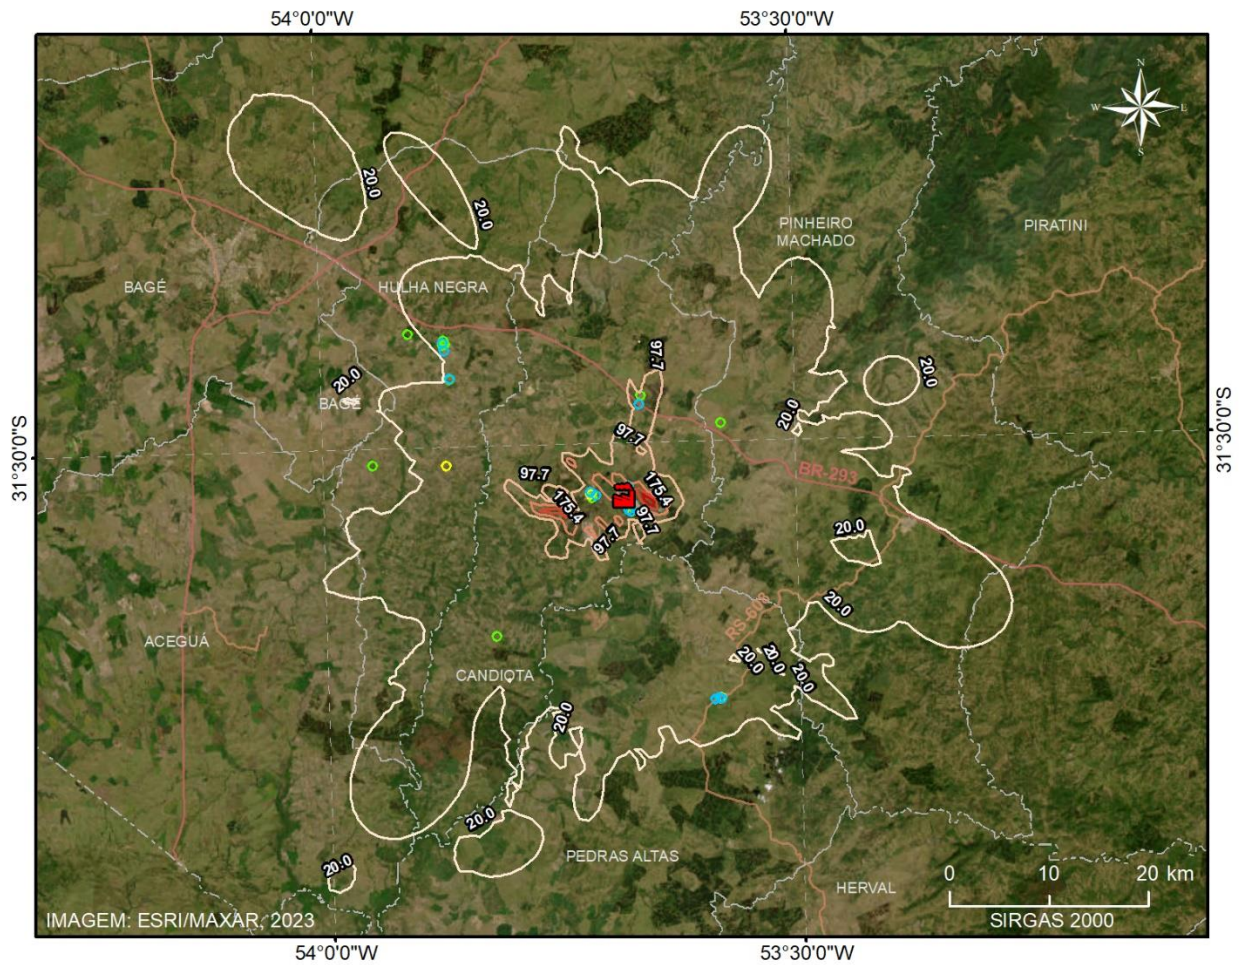 54°0'0"W
53°30'0"W
N
W
E
S
20.0
20.0
PINHEIRO
MACHADO
PIRATINI
BAGÉ
HULHA NEGRA
97.7
20.0
20.0
BAGÉ
20.0
97.7
31°30'0"S
31°30'0"S
BR-293
97.7
175.4
175.4
97.7
97.7
20.0
20.0
RS-608
ACEGUÁ
20.0
20.0
20.0
CANDIOTA
20.0
20.0
20.0
PEDRAS ALTAS
HERVAL
0
10
20 km
SIRGAS 2000
IMAGEM: ESRI/MAXAR, 2023
54°0'0"W
53°30'0"W